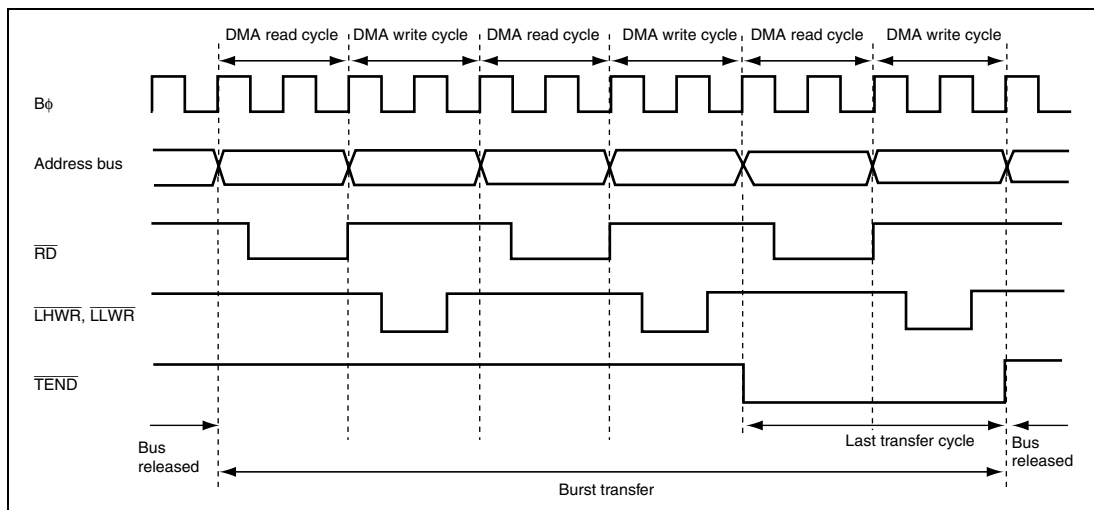 DMA read cycle DMA write cycle DMA read cycle DMA write cycle DMA read cycle DMA write cycle
Bϕ
Address bus
RD
LHWR, LLWR
TEND
Bus released
Last transfer cycle
Bus released
Burst transfer